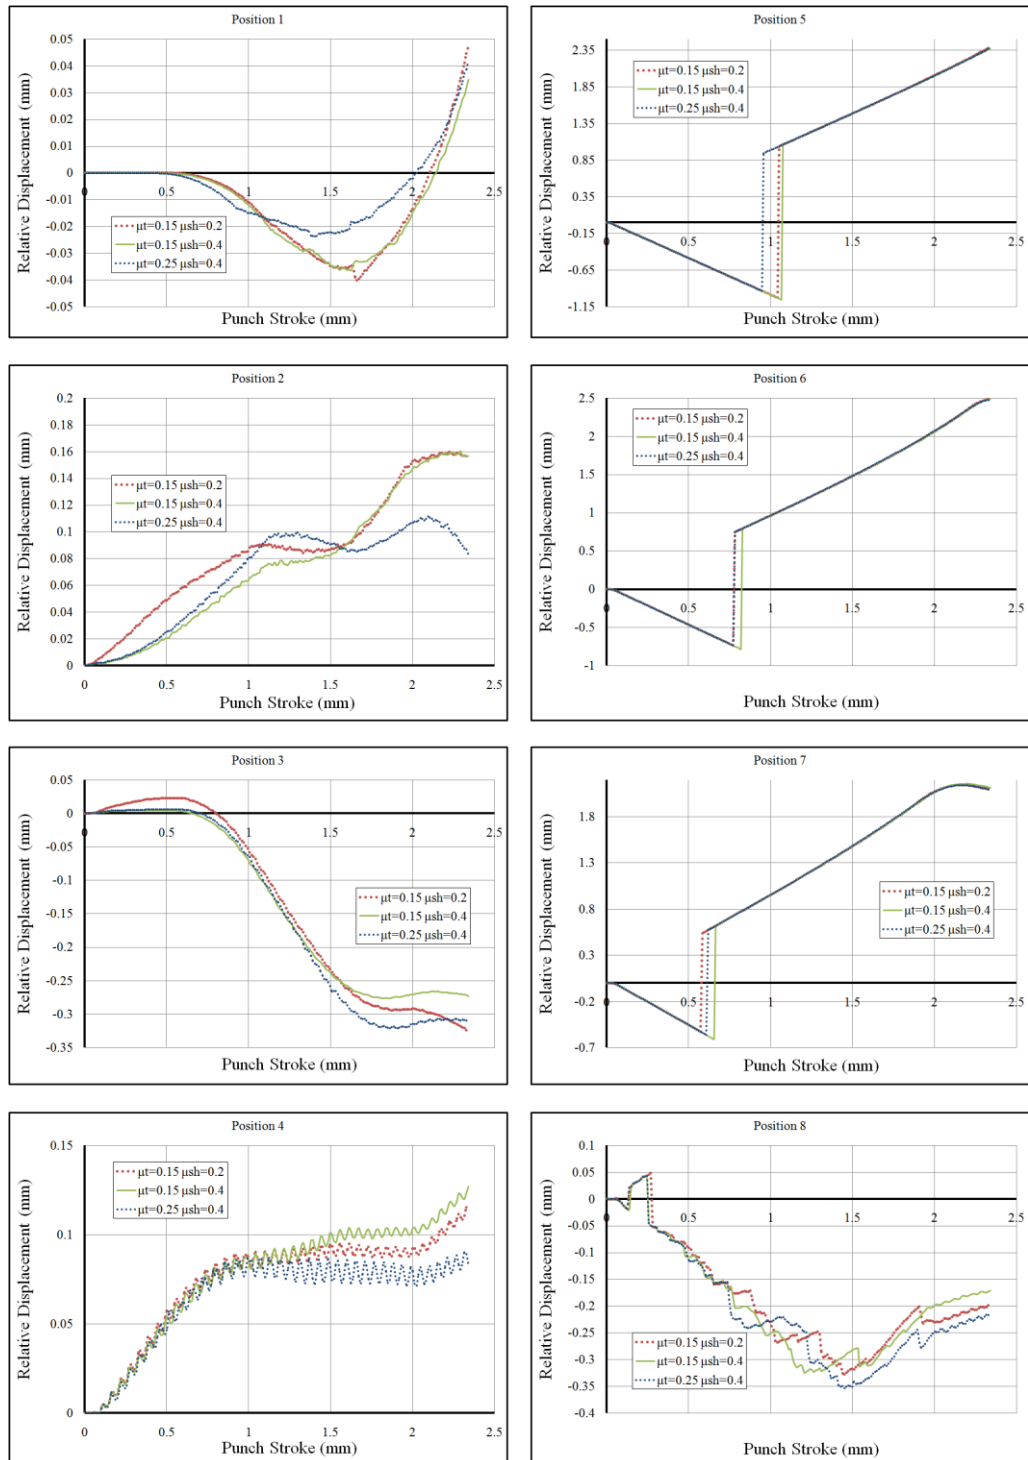 Position 1
0.05
0.04
0.03
0.02
0.01
0
-0.01
-0.02
-0.03
-0.04
-0.05
0 0.5 1 1.5 2 2.5
Relative Displacement (mm)
Punch Stroke (mm)
µt=0.15 µsh=0.2
µt=0.15 µsh=0.4
µt=0.25 µsh=0.4
Position 5
2.35
1.85
1.35
0.85
0.35
-0.15
-0.65
-1.15
0 0.5 1 1.5 2 2.5
Relative Displacement (mm)
Punch Stroke (mm)
µt=0.15 µsh=0.2
µt=0.15 µsh=0.4
µt=0.25 µsh=0.4
Position 2
0.2
0.16
0.12
0.08
0.04
0.02
0
0 0.5 1 1.5 2 2.5
Relative Displacement (mm)
Punch Stroke (mm)
µt=0.15 µsh=0.2
µt=0.15 µsh=0.4
µt=0.25 µsh=0.4
Position 6
2.5
2
1.5
1
0.5
0
-0.5
-1
0 0.5 1 1.5 2 2.5
Relative Displacement (mm)
Punch Stroke (mm)
µt=0.15 µsh=0.2
µt=0.15 µsh=0.4
µt=0.25 µsh=0.4
Position 3
0.05
0
-0.05
-0.1
-0.15
-0.2
-0.25
-0.3
-0.35
0 0.5 1 1.5 2 2.5
Relative Displacement (mm)
Punch Stroke (mm)
µt=0.15 µsh=0.2
µt=0.15 µsh=0.4
µt=0.25 µsh=0.4
Position 7
1.8
1.3
0.8
0.3
-0.2
-0.7
0 0.5 1 1.5 2 2.5
Relative Displacement (mm)
Punch Stroke (mm)
µt=0.15 µsh=0.2
µt=0.15 µsh=0.4
µt=0.25 µsh=0.4
Position 4
0.15
0.1
0.05
0
0 0.5 1 1.5 2 2.5
Relative Displacement (mm)
Punch Stroke (mm)
µt=0.15 µsh=0.2
µt=0.15 µsh=0.4
µt=0.25 µsh=0.4
Position 8
0.1
0.05
0
-0.05
-0.1
-0.15
-0.2
-0.25
-0.3
-0.35
-0.4
0 0.5 1 1.5 2 2.5
Relative Displacement (mm)
Punch Stroke (mm)
µt=0.15 µsh=0.2
µt=0.15 µsh=0.4
µt=0.25 µsh=0.4